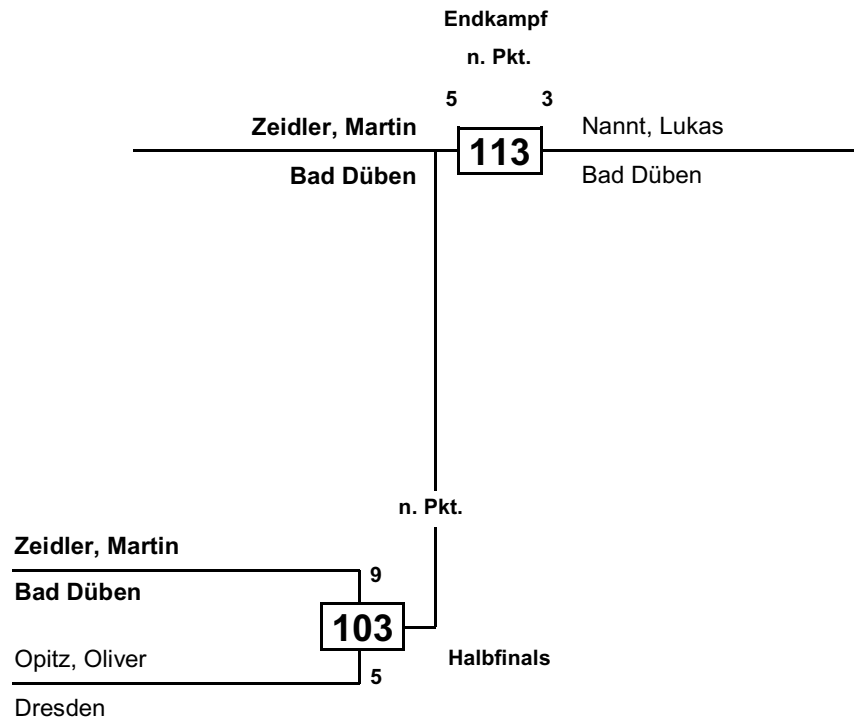 Endkampf
n. Pkt.
5 3
Zeidler, Martin 113 Nannt, Lukas
Bad Düben Bad Düben
n. Pkt.
Zeidler, Martin
9
Bad Düben
103
Opitz, Oliver Halbfinals
5
Dresden